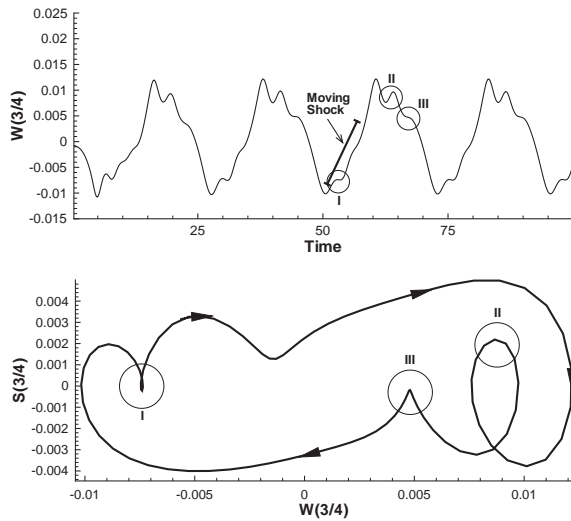 W(3/4)
0.025
0.02
0.015
0.01
0.005
0
-0.005
-0.01
-0.015
Moving
Shock
I
II
III
25
50
75
Time
S(3/4)
0.004
0.003
0.002
0.001
0
-0.001
-0.002
-0.003
-0.004
I
III
II
-0.01
-0.005
0
0.005
0.01
W(3/4)